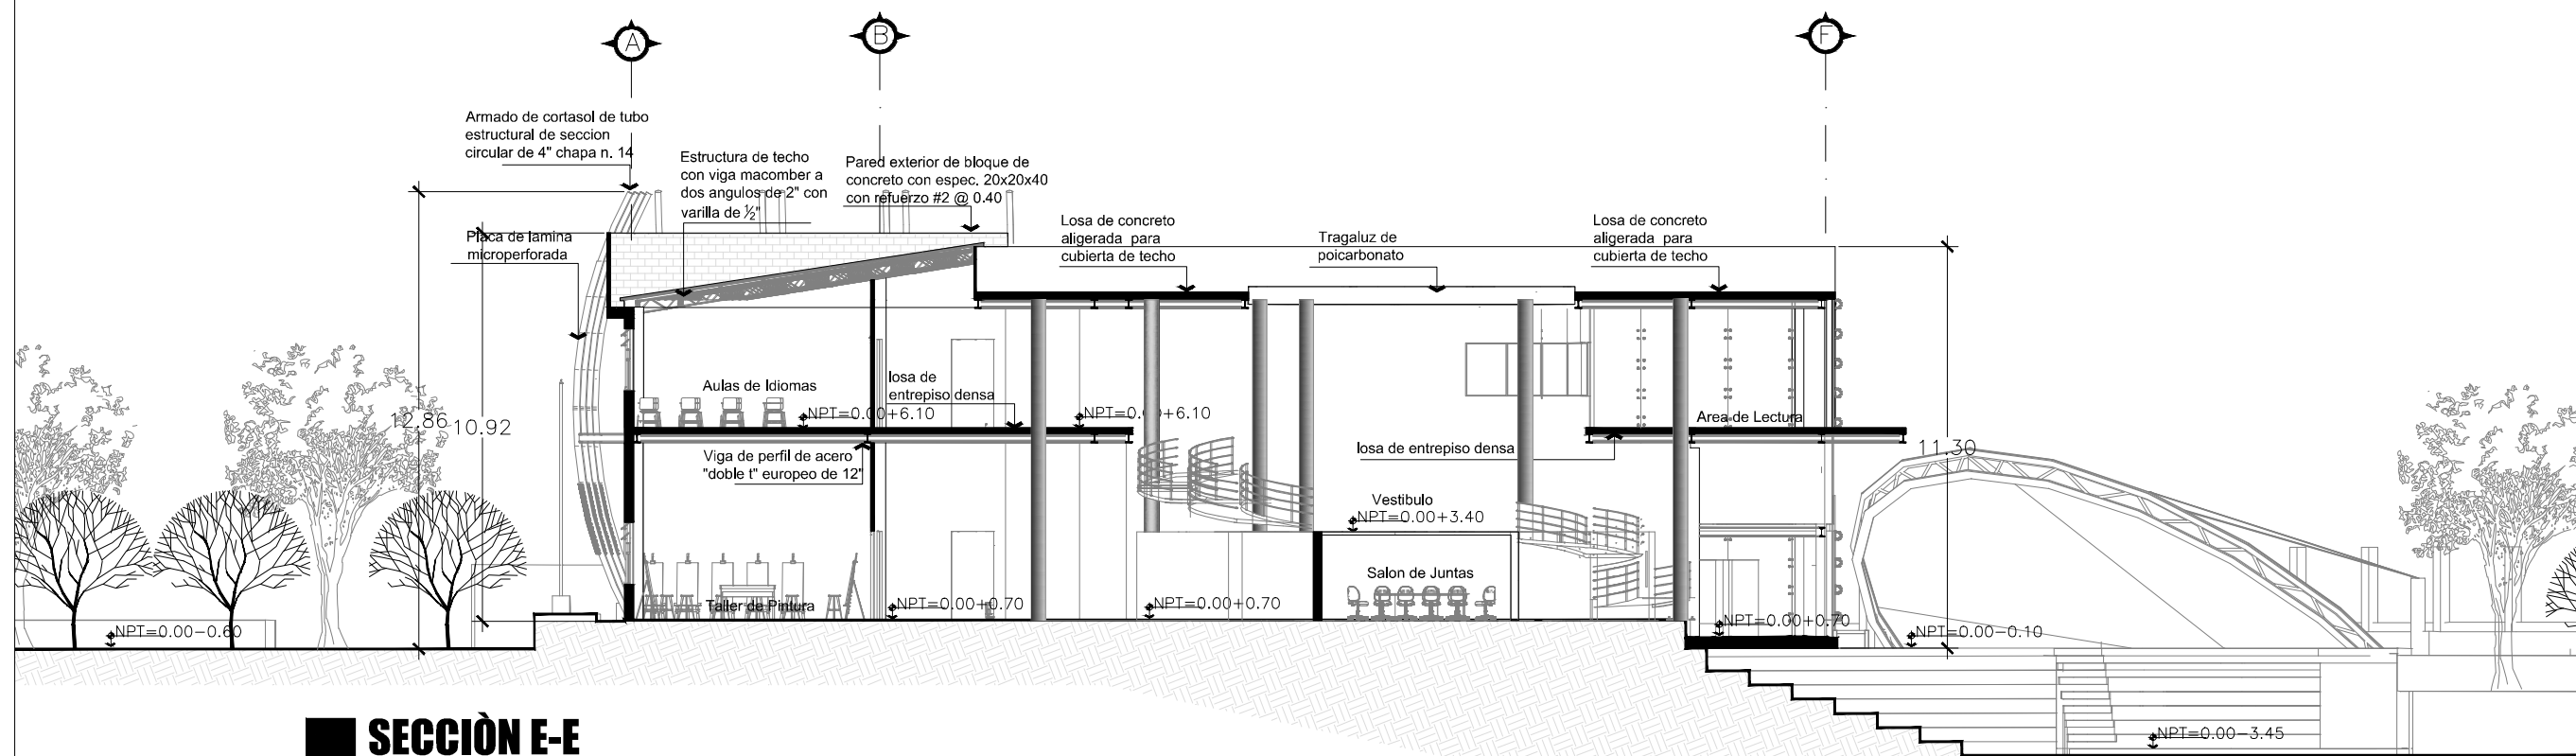 A
B
F
Armado de cortasol de tubo
estructural de seccion
circular de 4" chapa n. 14
Estructura de techo
con viga macomber a
dos angulos de 2" con
varilla de ½"
Pared exterior de bloque de
concreto con espec. 20x20x40
con refuerzo #2 @ 0.40
Placa de lamina
microperforada
Losa de concreto
aligerada para
cubierta de techo
Tragaluz de
poicarbonato
Losa de concreto
aligerada para
cubierta de techo
Aulas de Idiomas
losa de
entrepiso densa
NPT=0.00+6.10
NPT=0.00+6.10
Area de Lectura
12.86
10.92
11.30
Viga de perfil de acero
"doble t" europeo de 12"
losa de entrepiso densa
Vestibulo
NPT=0.00+3.40
Salon de Juntas
Taller de Pintura
NPT=0.00+0.70
NPT=0.00+0.70
NPT=0.00+0.70
NPT=0.00-0.60
NPT=0.00-0.10
NPT=0.00-3.45
SECCIÒN E-E